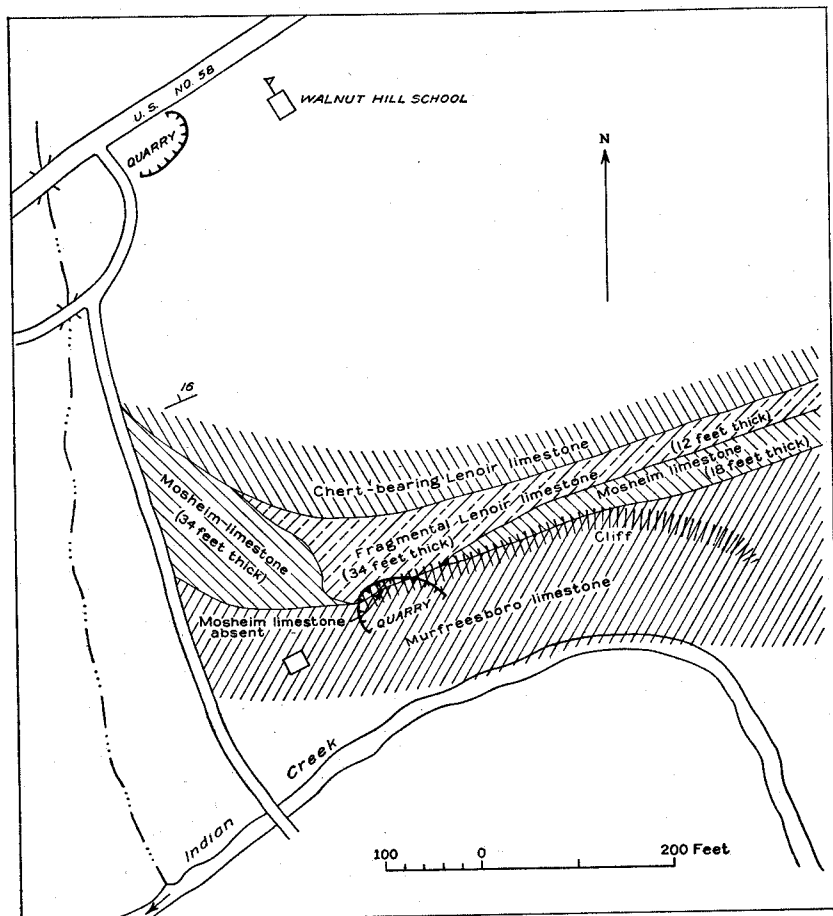 U.S. NO. 58
WALNUT HILL SCHOOL
QUARRY
N
16
Chert-bearing Lenoir limestone
(12 feet thick)
Fragmental Lenoir limestone
(34 feet thick)
Mosheim limestone
(18 feet thick)
Mosheim limestone
(34 feet thick)
Cliff
Mosheim limestone
absent
QUARRY
Murfreesboro limestone
Indian Creek
100 0 200 Feet